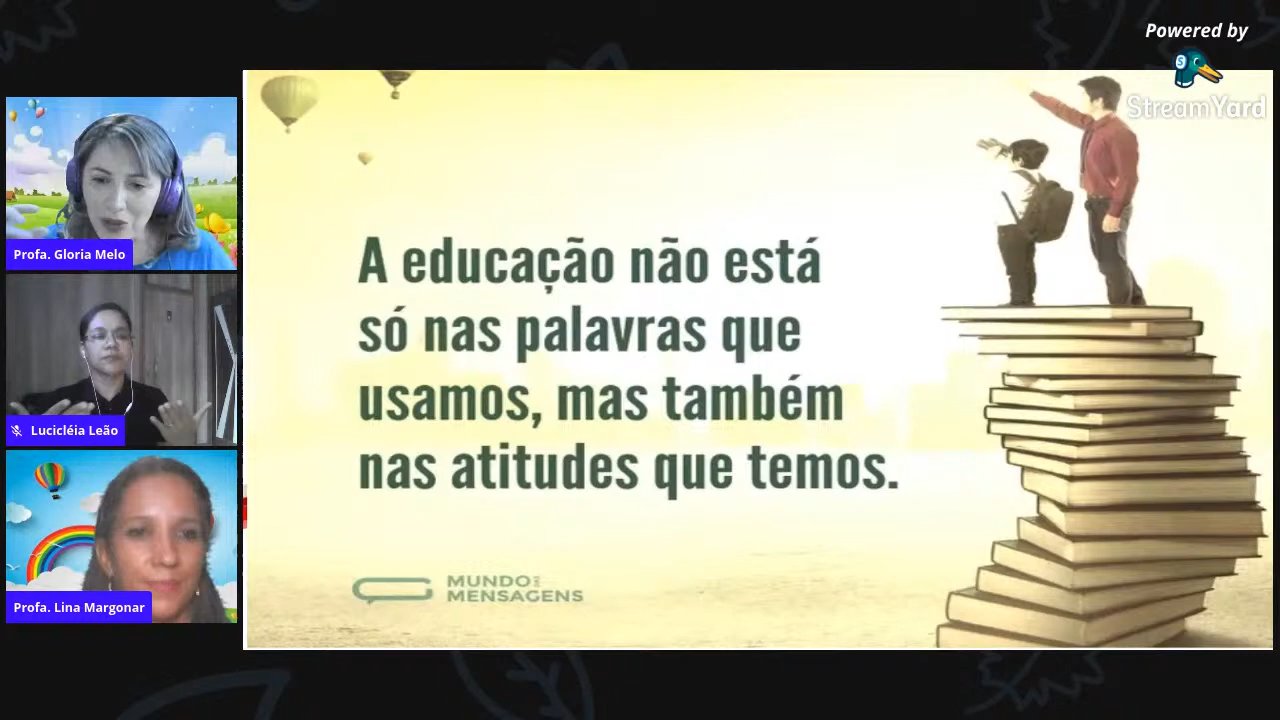 Powered by
StreamYard
Profa. Gloria Melo
Lucicléia Leão
Profa. Lina Margonar
A educação não está
só nas palavras que
usamos, mas também
nas atitudes que temos.
MUNDO DAS
MENSAGENS